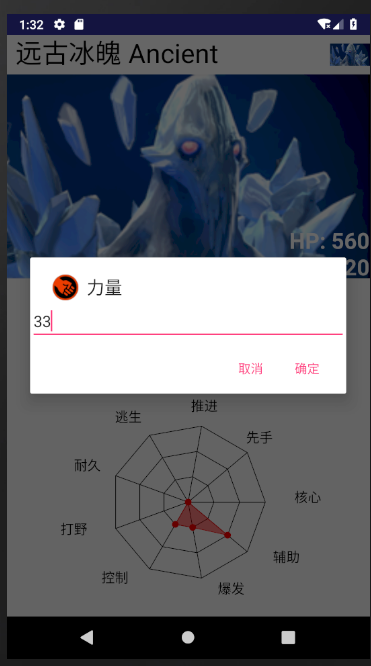 1:32
远古冰魄 Ancient
HP: 560
20
力量
33
取消 确定
推进
逃生
先手
耐久
核心
打野
辅助
控制
爆发